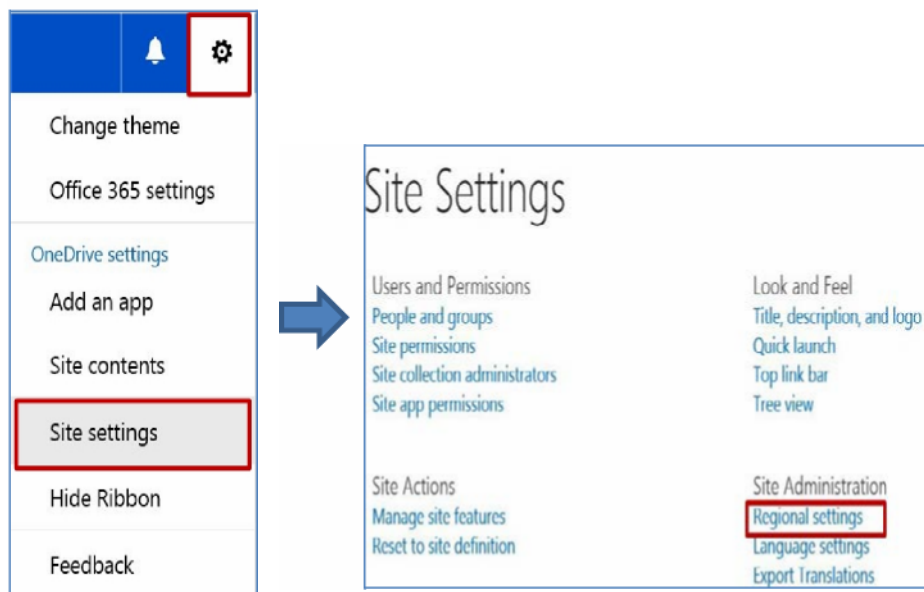 Change theme
Office 365 settings
OneDrive settings
Add an app
Site contents
Site settings
Hide Ribbon
Feedback
Site Settings
Users and Permissions
People and groups
Site permissions
Site collection administrators
Site app permissions
Look and Feel
Title, description, and logo
Quick launch
Top link bar
Tree view
Site Actions
Manage site features
Reset to site definition
Site Administration
Regional settings
Language settings
Export Translations